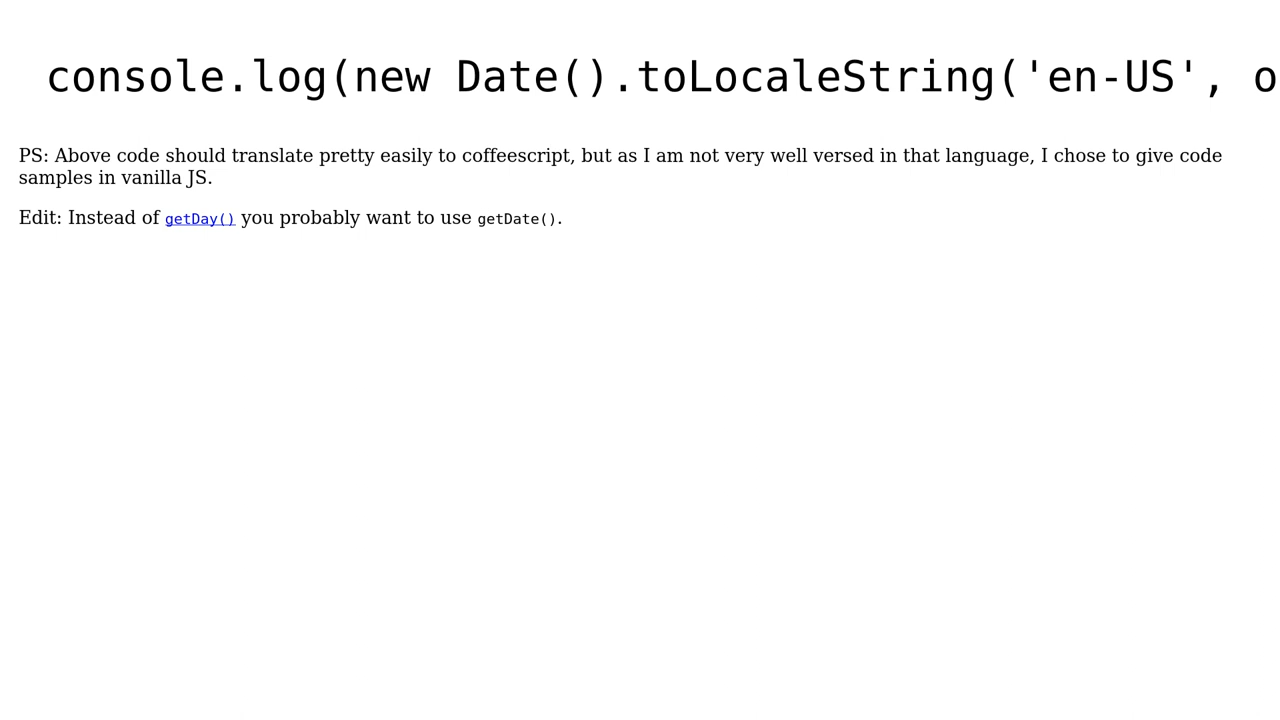 console.log(new Date().toLocaleString('en-US', o
PS: Above code should translate pretty easily to coffeescript, but as I am not very well versed in that language, I chose to give code
samples in vanilla JS.
Edit: Instead of getDay() you probably want to use getDate().